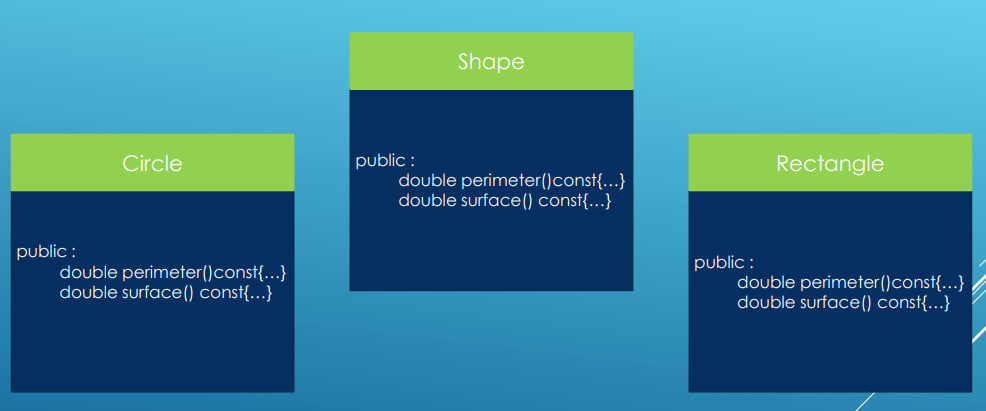 Shape
public :
double perimeter()const{...}
double surface() const{...}
Circle
public :
double perimeter()const{...}
double surface() const{...}
Rectangle
public :
double perimeter()const{...}
double surface() const{...}